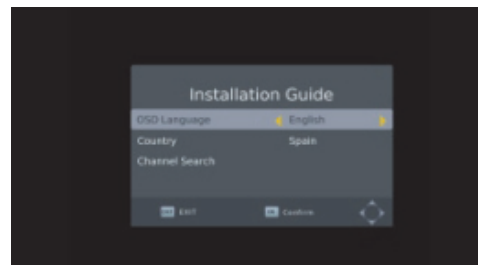 Installation Guide
OSD Language English
Country Spain
Channel Search
EXIT Confirm